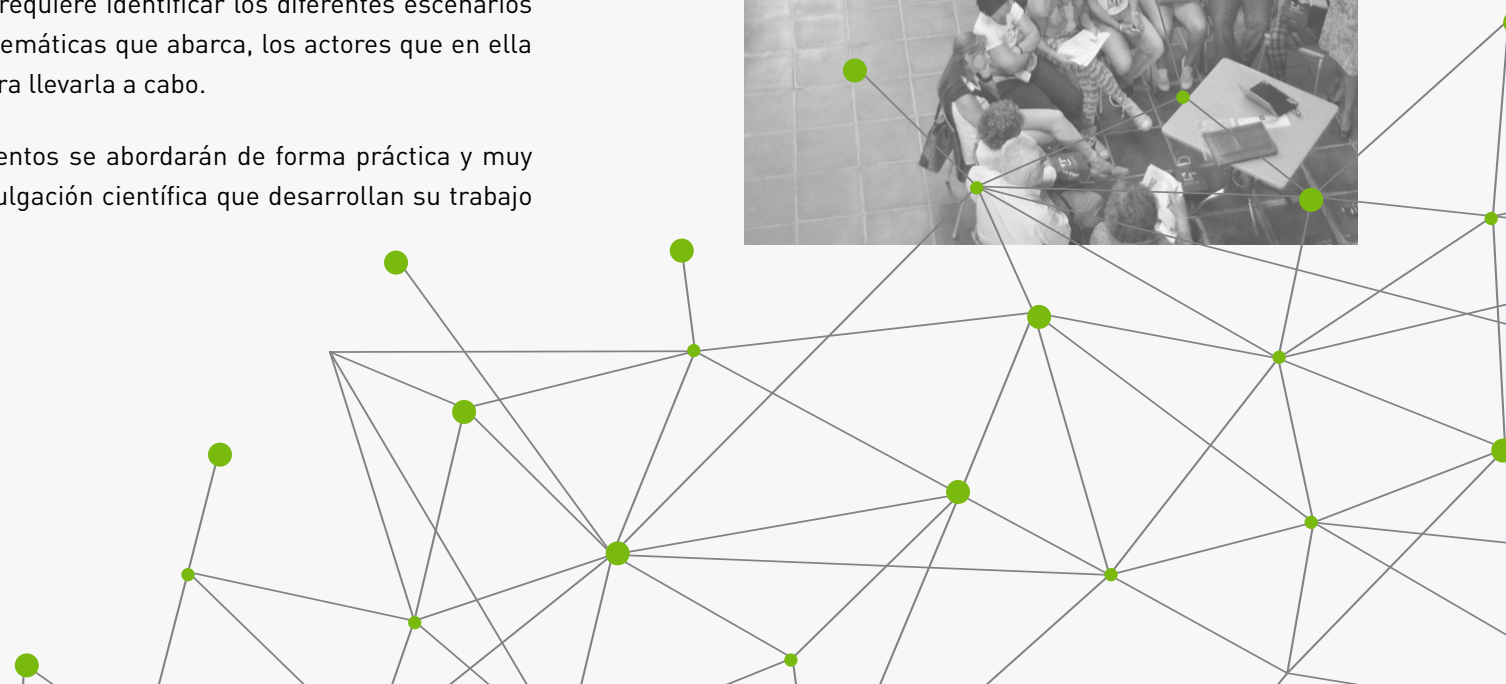 requiere identificar los diferentes escenarios
emáticas que abarca, los actores que en ella
ra llevarla a cabo.
entos se abordarán de forma práctica y muy
ulgación científica que desarrollan su trabajo